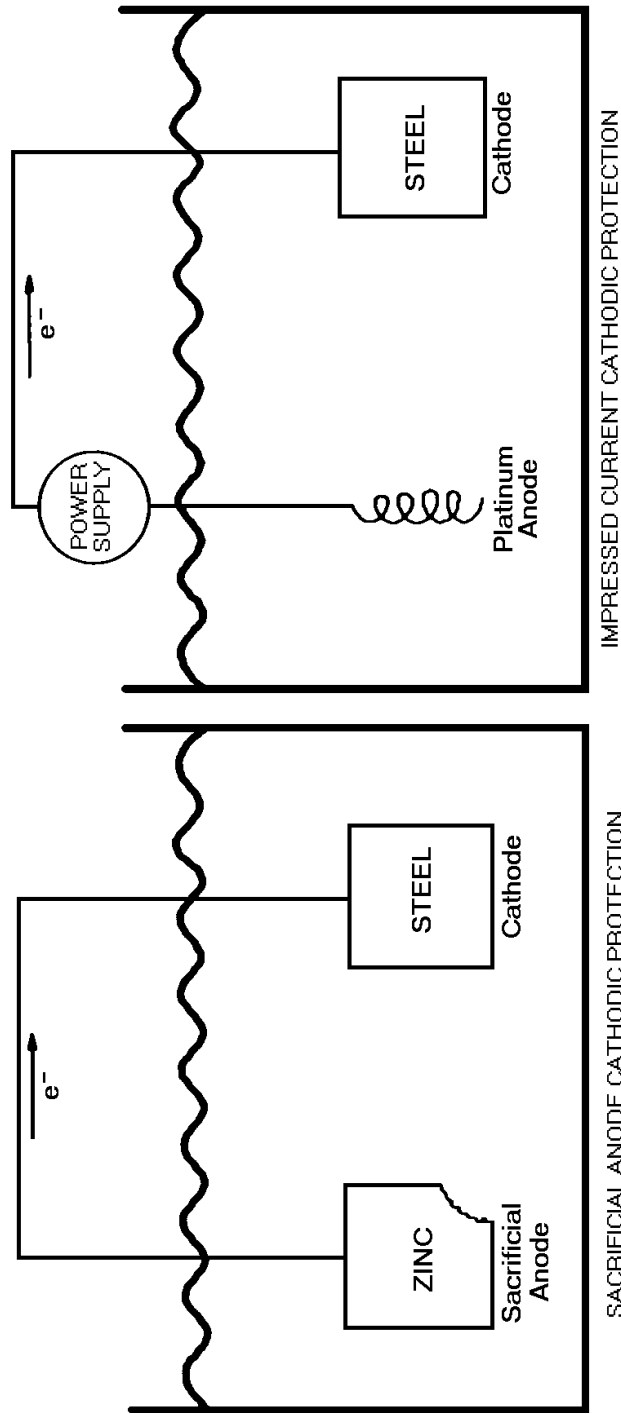 e⁻
ZINC
Sacrificial
Anode
STEEL
Cathode
SACRIFICIAL ANODE CATHODIC PROTECTION
POWER
SUPPLY
e⁻
Platinum
Anode
STEEL
Cathode
IMPRESSED CURRENT CATHODIC PROTECTION